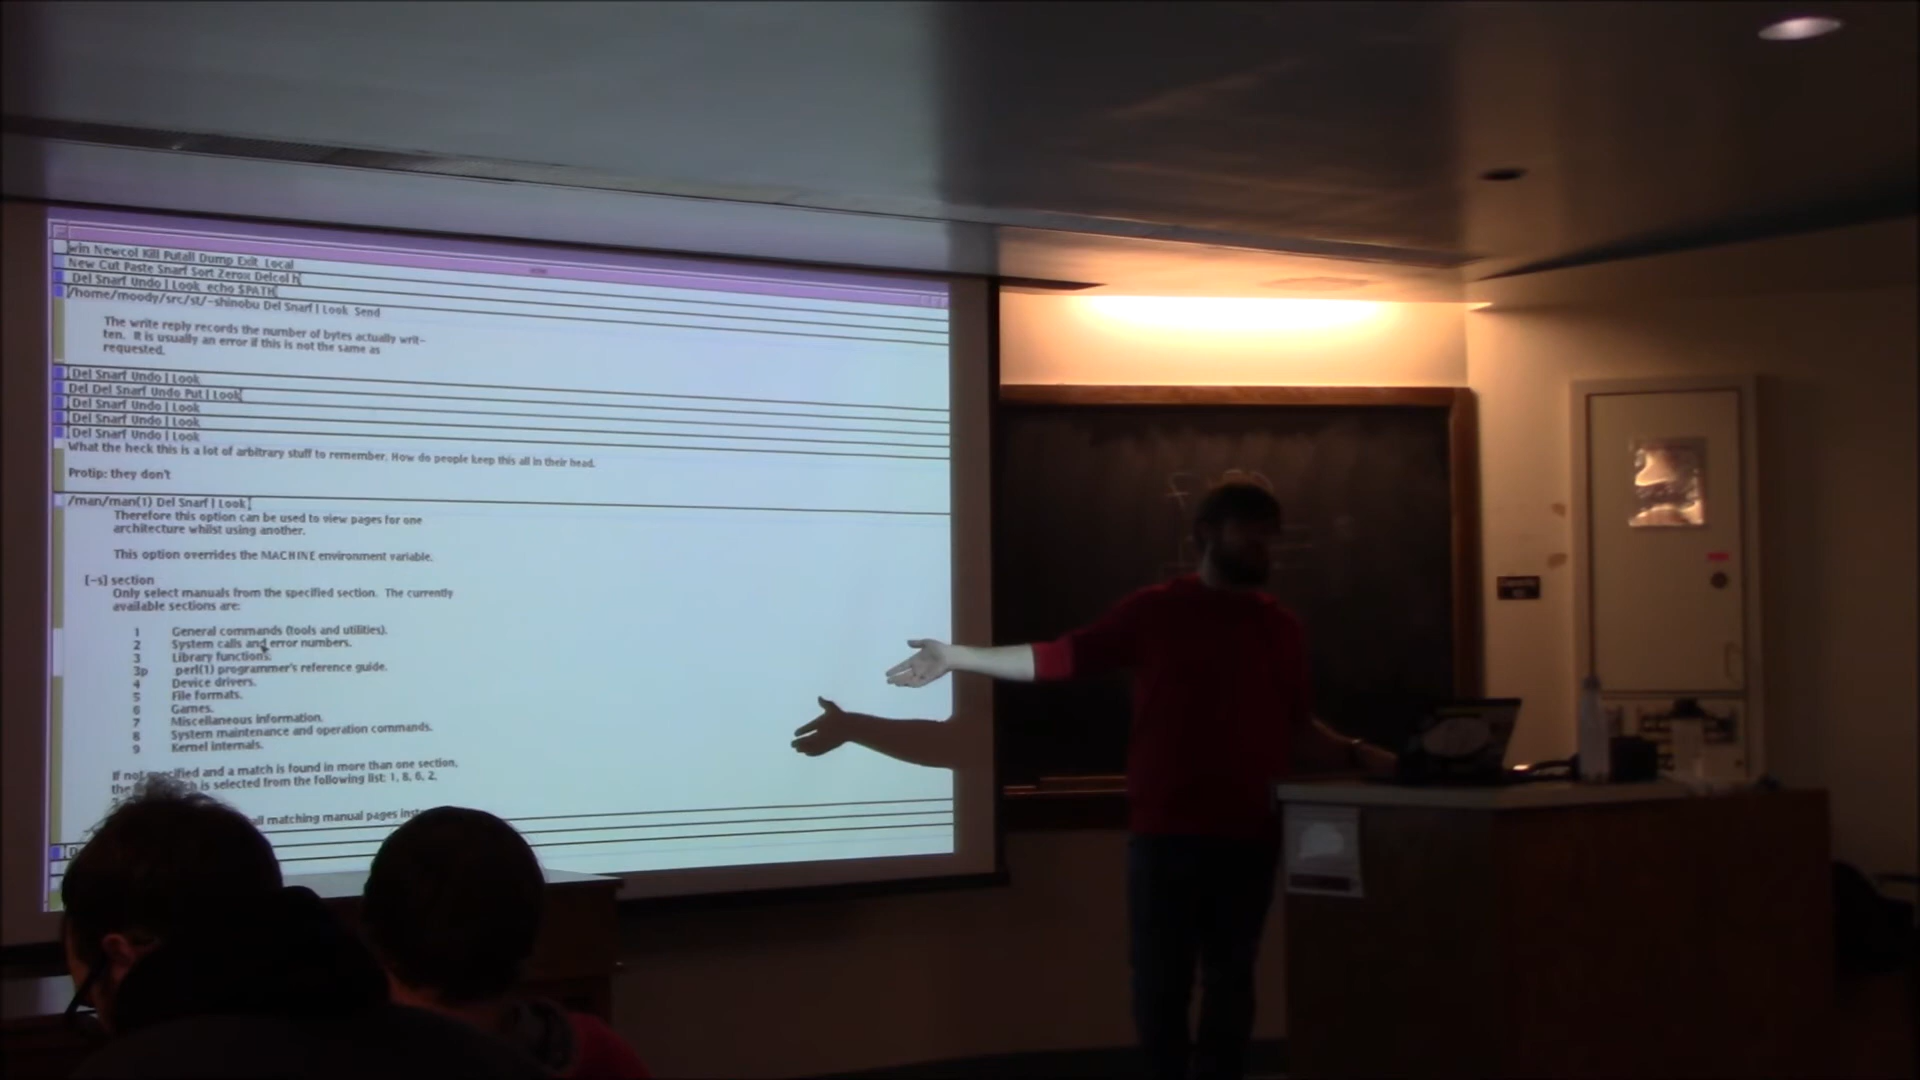 win Newcol Kill Putall Dump Exit Local
New Cut Paste Snarf Sort Zerox Delcol h
Del Snarf Undo | Look echo $PATH
/home/moody/src/st/-shinobu Del Snarf | Look Send
The write reply records the number of bytes actually writ-
ten. It is usually an error if this is not the same as
requested.
Del Snarf Undo | Look
Del Del Snarf Undo Put | Look
Del Snarf Undo | Look
Del Snarf Undo | Look
Del Snarf Undo | Look
What the heck this is a lot of arbitrary stuff to remember. How do people keep this all in their head.
Protip: they don't
/man/man(1) Del Snarf | Look
Therefore this option can be used to view pages for one
architecture whilst using another.
This option overrides the MACHINE environment variable.
[-s] section
Only select manuals from the specified section. The currently
available sections are:
1 General commands (tools and utilities).
2 System calls and error numbers.
3 Library functions.
3p perl(1) programmer's reference guide.
4 Device drivers.
5 File formats.
6 Games.
7 Miscellaneous information.
8 System maintenance and operation commands.
9 Kernel internals.
If not specified and a match is found in more than one section,
the is selected from the following list: 1, 8, 6, 2,
all matching manual pages